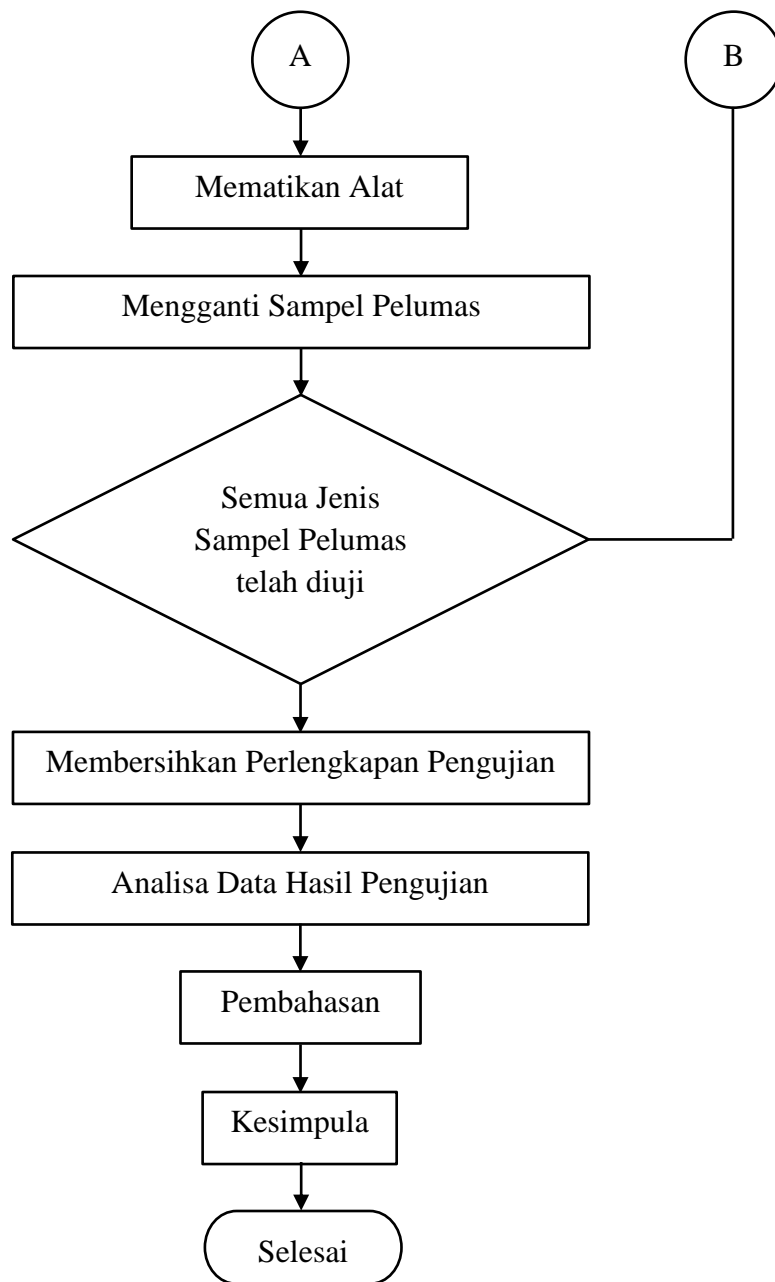 A
B
Mematikan Alat
Mengganti Sampel Pelumas
Semua Jenis
Sampel Pelumas
telah diuji
Membersihkan Perlengkapan Pengujian
Analisa Data Hasil Pengujian
Pembahasan
Kesimpula
Selesai